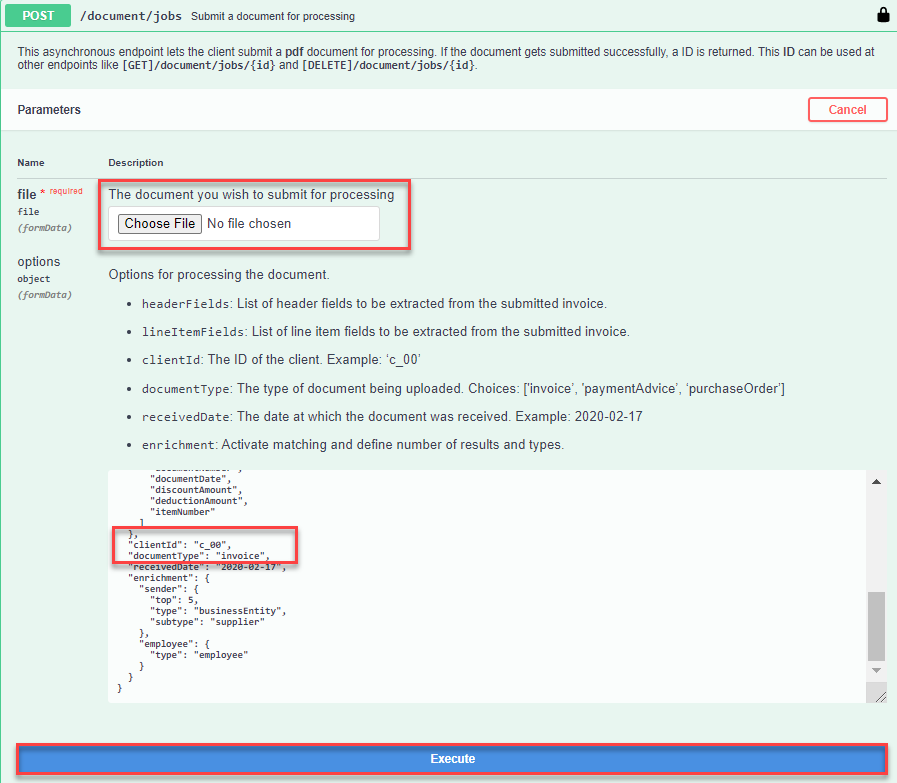 POST /document/jobs Submit a document for processing
This asynchronous endpoint lets the client submit a pdf document for processing. If the document gets submitted successfully, a ID is returned. This ID can be used at
other endpoints like [GET]/document/jobs/{id} and [DELETE]/document/jobs/{id}.
Parameters
Cancel
Name Description
file * required
file
(formData)
The document you wish to submit for processing
Choose File No file chosen
options
object
(formData)
Options for processing the document.
• headerFields: List of header fields to be extracted from the submitted invoice.
• lineItemFields: List of line item fields to be extracted from the submitted invoice.
• clientId: The ID of the client. Example: ‘c_00’
• documentType: The type of document being uploaded. Choices: ['invoice’, 'paymentAdvice’, ‘purchaseOrder’]
• receivedDate: The date at which the document was received. Example: 2020-02-17
• enrichment: Activate matching and define number of results and types.
"documentDate",
"discountAmount",
"deductionAmount",
"itemNumber"
]
},
"clientId": "c_00",
"documentType": "invoice",
"receivedDate": "2020-02-17",
"enrichment": {
"sender": {
"top": 5,
"type": "businessEntity",
"subtype": "supplier"
},
"employee": {
"type": "employee"
}
}
}
Execute